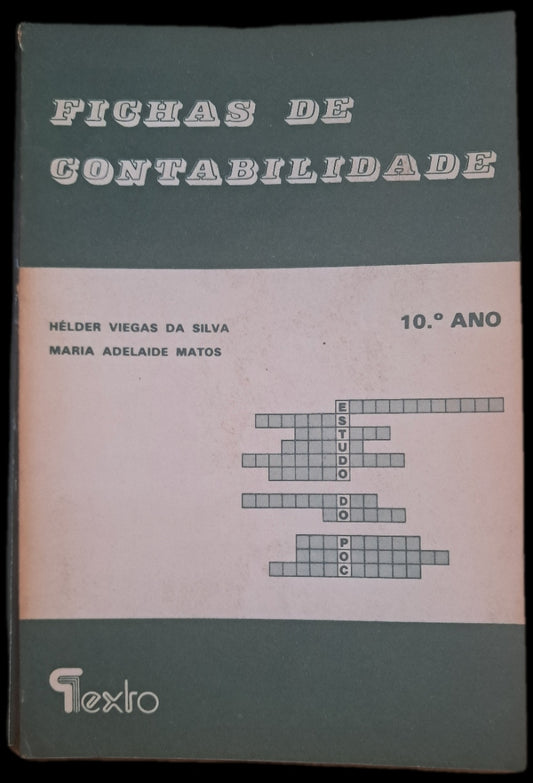 FICHAS DE
CONTABILIDADE
HÉLDER VIEGAS DA SILVA
MARIA ADELAIDE MATOS
10.º ANO
ESTUDO
DO
POC
Texto